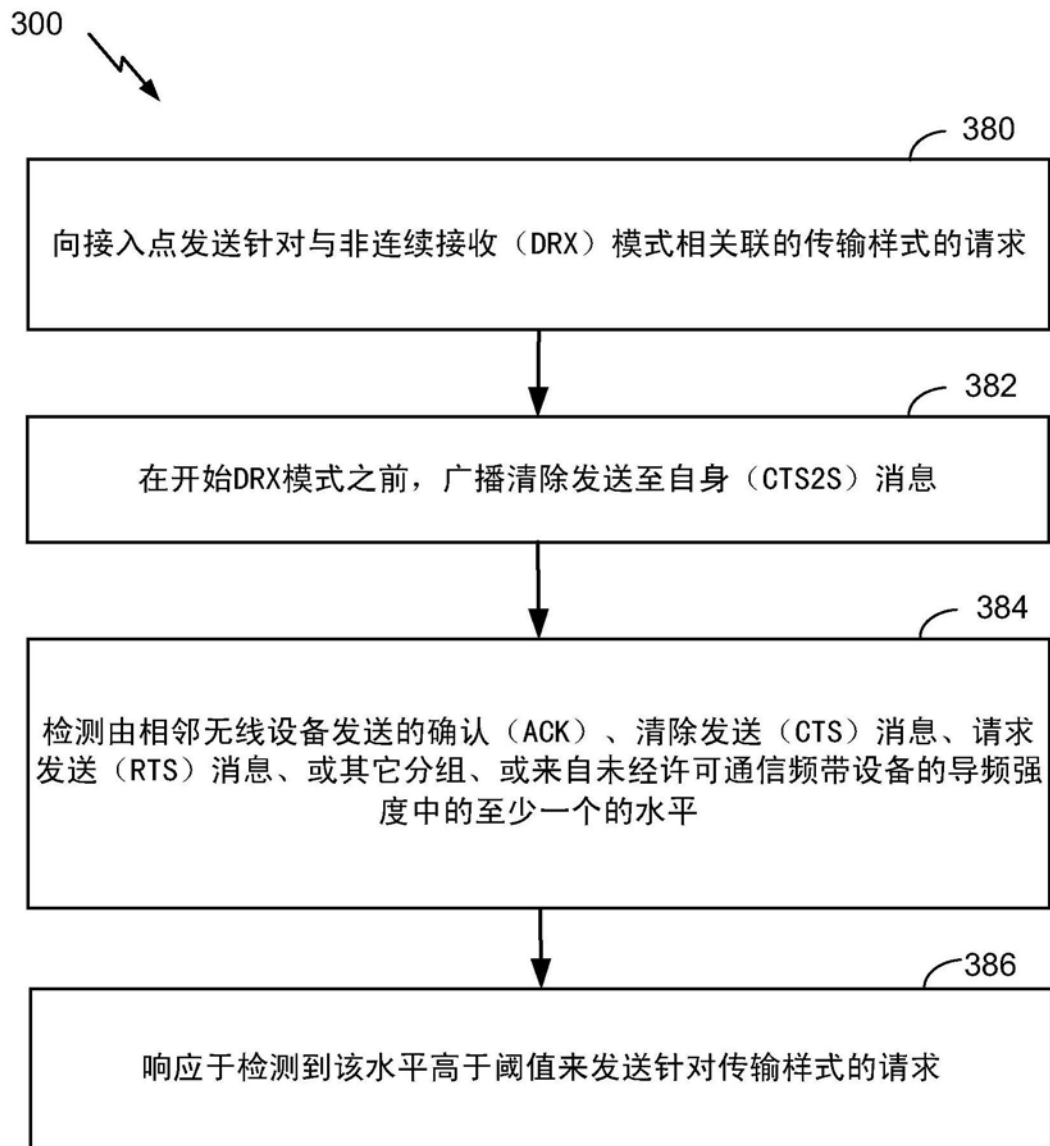 300
380
向接入点发送针对与非连续接收（DRX）模式相关联的传输样式的请求
382
在开始DRX模式之前，广播清除发送至自身（CTS2S）消息
384
检测由相邻无线设备发送的确认（ACK）、清除发送（CTS）消息、请求
发送（RTS）消息、或其它分组、或来自未经许可通信频带设备的导频强
度中的至少一个的水平
386
响应于检测到该水平高于阈值来发送针对传输样式的请求